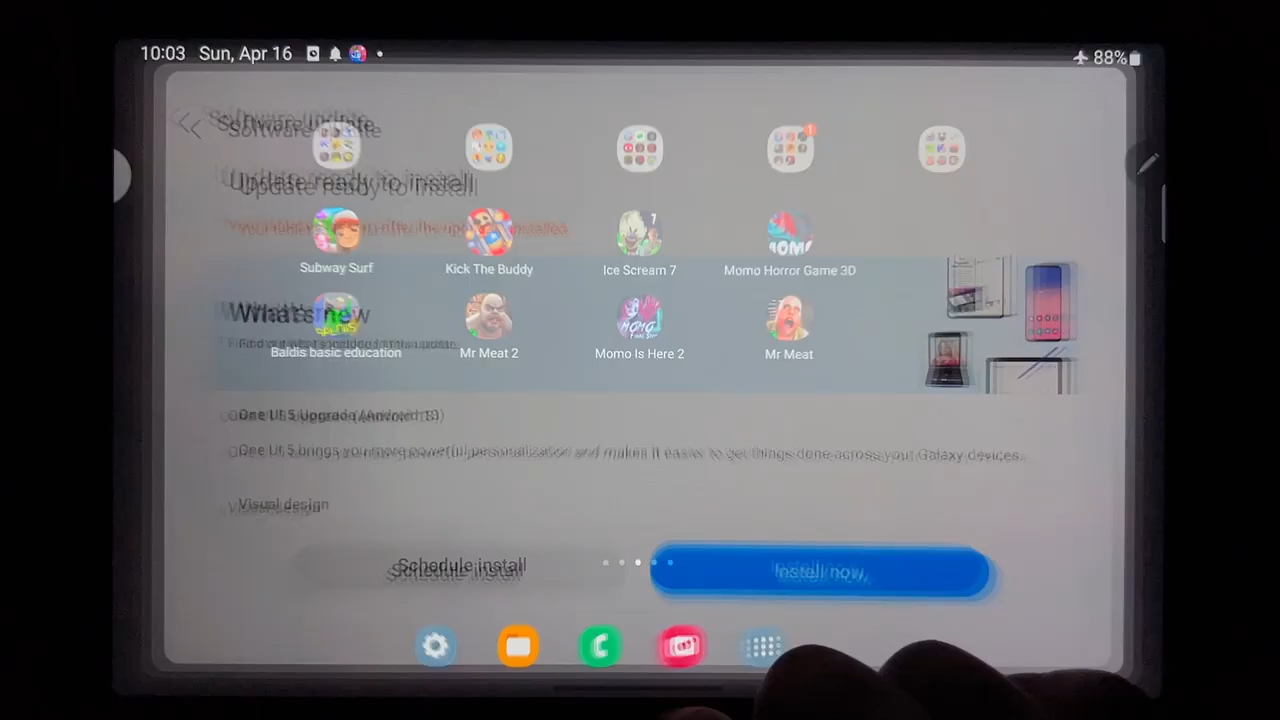 10:03 Sun, Apr 16
88%
Software update
1
Update ready to install
Subway Surf Kick The Buddy Ice Scream 7 Momo Horror Game 3D
What's new
Baldis basic education Mr Meat 2 Momo Is Here 2 Mr Meat
One UI 5 Upgrade (Android 13)
One UI 5 brings you more powerful personalization and makes it easier to get things done across your Galaxy devices.
Visual design
Schedule install Install now